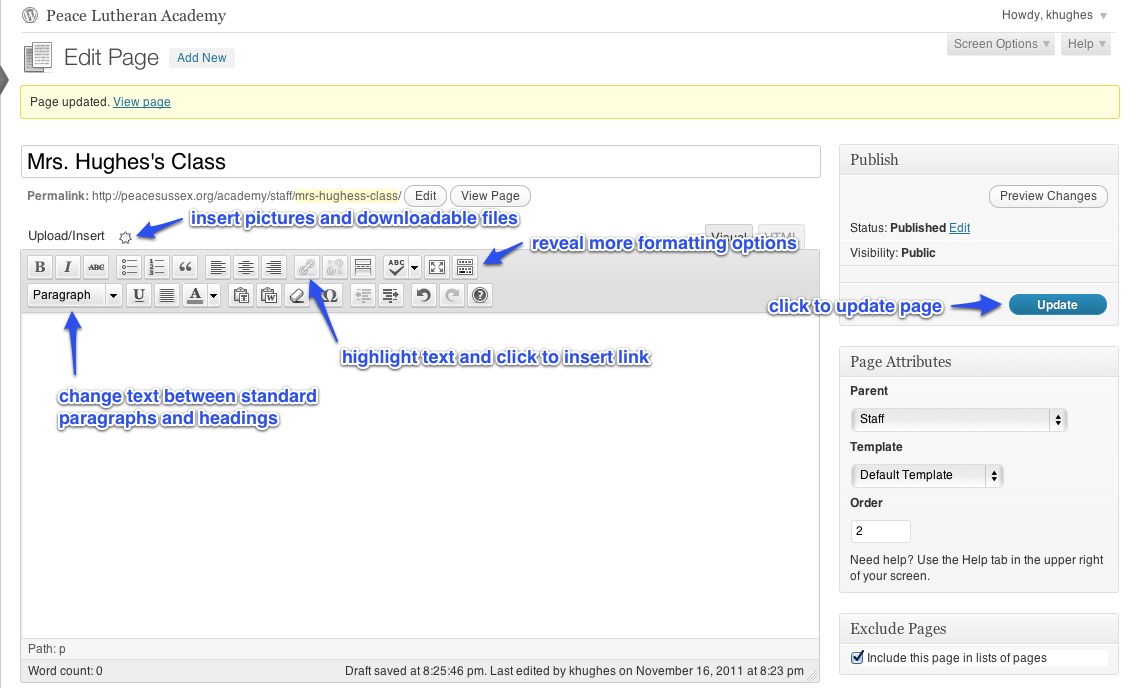 Peace Lutheran Academy
Howdy, khughes
Screen Options
Help
Edit Page
Add New
Page updated. View page
Mrs. Hughes's Class
Permalink: http://peacesussex.org/academy/staff/mrs-hughess-class/
Edit
View Page
insert pictures and downloadable files
Upload/Insert
Visual
HTML
reveal more formatting options
B I ABC
ABC
Paragraph
U
A
T
W
Ω
?
highlight text and click to insert link
change text between standard
paragraphs and headings
Path: p
Word count: 0
Draft saved at 8:25:46 pm. Last edited by khughes on November 16, 2011 at 8:23 pm
Publish
Preview Changes
Status: Published Edit
Visibility: Public
click to update page
Update
Page Attributes
Parent
Staff
Template
Default Template
Order
2
Need help? Use the Help tab in the upper right
of your screen.
Exclude Pages
Include this page in lists of pages